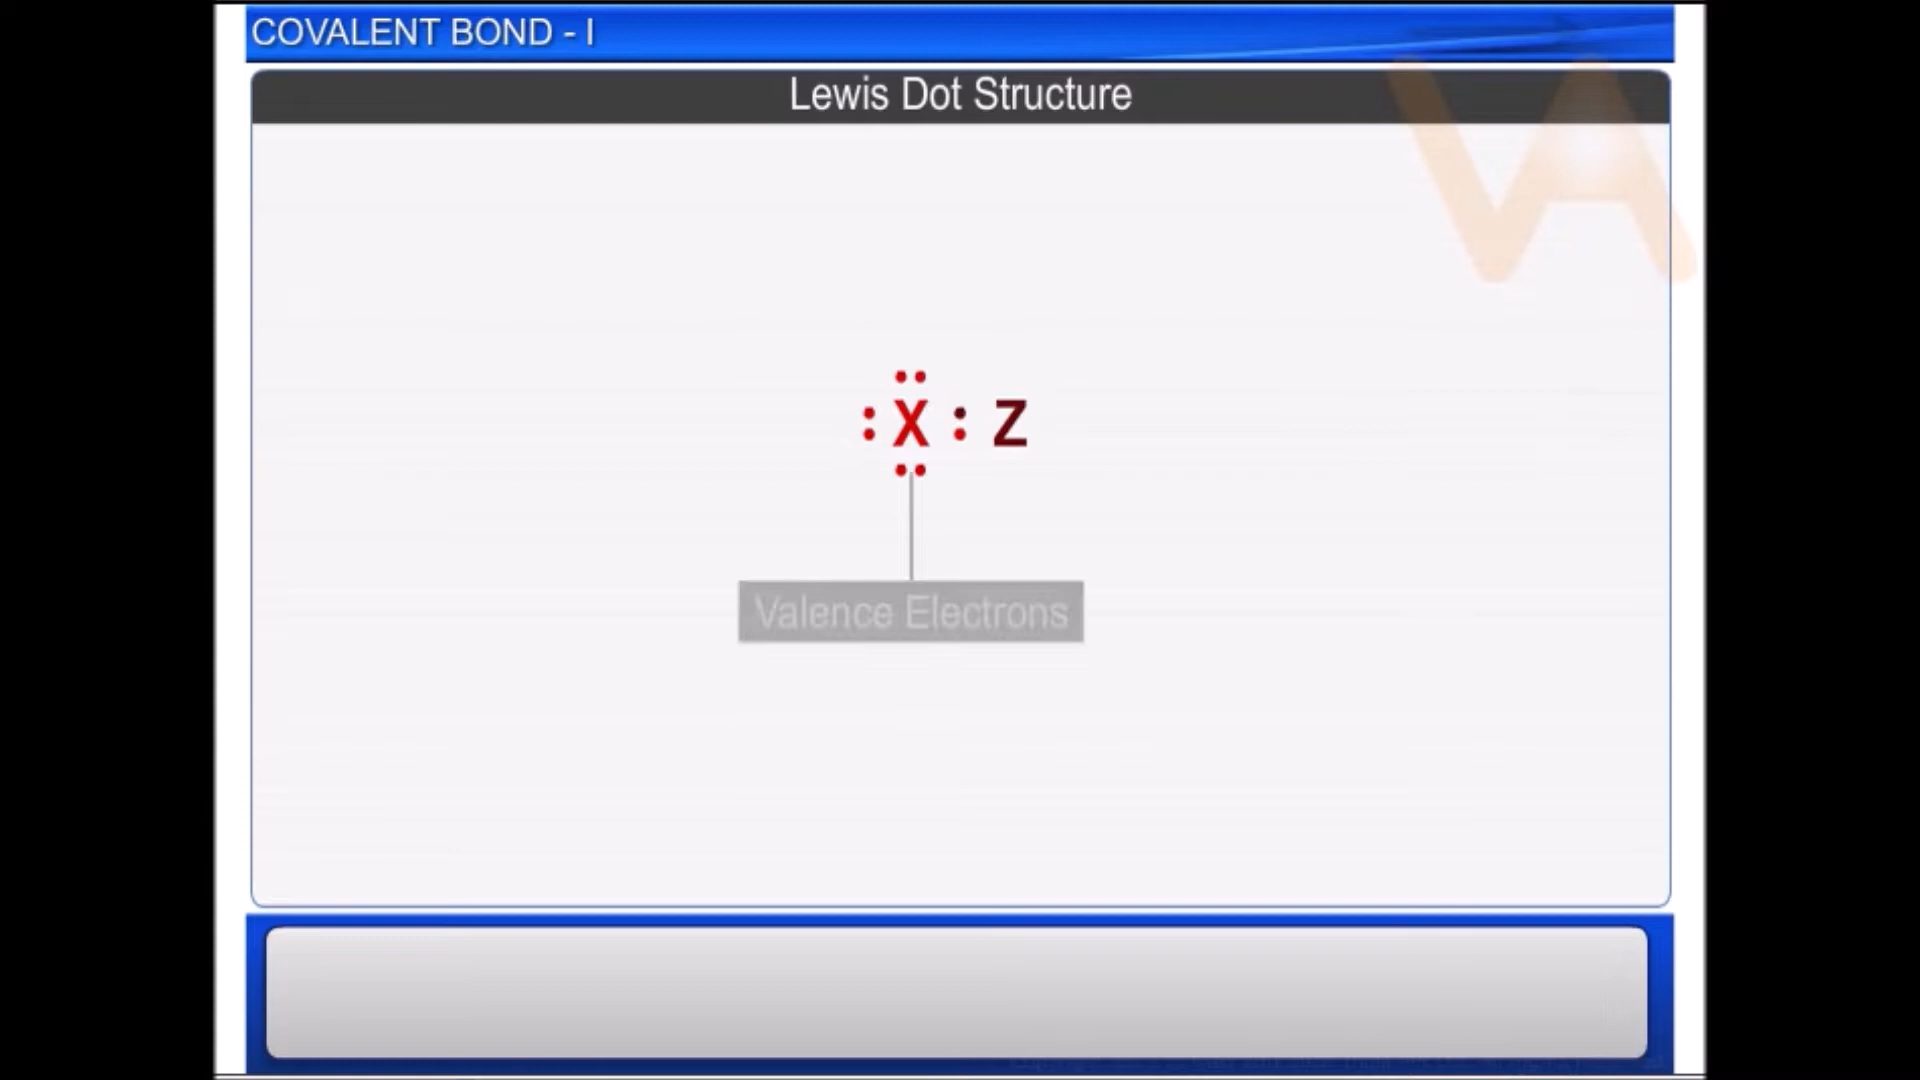 COVALENT BOND - I
Lewis Dot Structure
X : Z
Valence Electrons